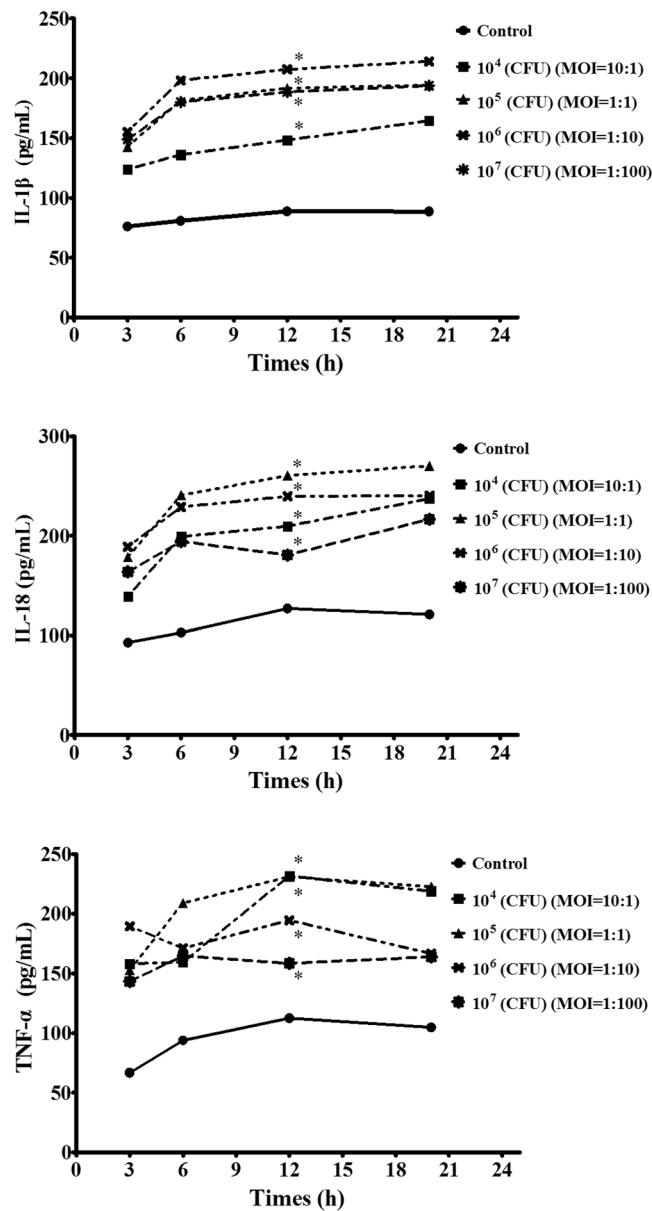 IL-1β (pg/mL)
250
200
150
100
50
0
0 3 6 9 12 15 18 21 24
Times (h)
*
*
*
*
Control
10⁴ (CFU) (MOI=10:1)
10⁵ (CFU) (MOI=1:1)
10⁶ (CFU) (MOI=1:10)
10⁷ (CFU) (MOI=1:100)
IL-18 (pg/mL)
300
200
100
0
0 3 6 9 12 15 18 21 24
Times (h)
*
*
*
*
Control
10⁴ (CFU) (MOI=10:1)
10⁵ (CFU) (MOI=1:1)
10⁶ (CFU) (MOI=1:10)
10⁷ (CFU) (MOI=1:100)
TNF-α (pg/mL)
250
200
150
100
50
0
0 3 6 9 12 15 18 21 24
Times (h)
*
*
*
*
Control
10⁴ (CFU) (MOI=10:1)
10⁵ (CFU) (MOI=1:1)
10⁶ (CFU) (MOI=1:10)
10⁷ (CFU) (MOI=1:100)